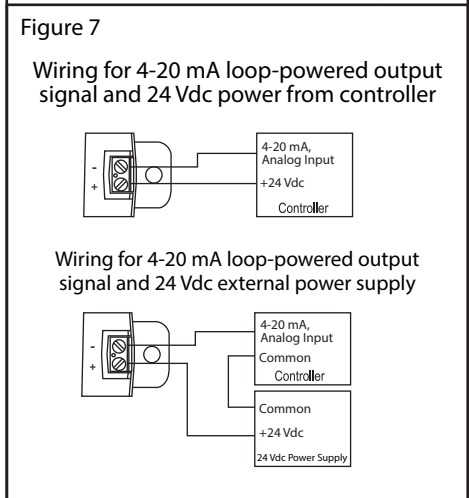 Figure 7
Wiring for 4-20 mA loop-powered output
signal and 24 Vdc power from controller
-
+
4-20 mA,
Analog Input
+24 Vdc
Controller
Wiring for 4-20 mA loop-powered output
signal and 24 Vdc external power supply
-
+
4-20 mA,
Analog Input
Common
Controller
Common
+24 Vdc
24 Vdc Power Supply